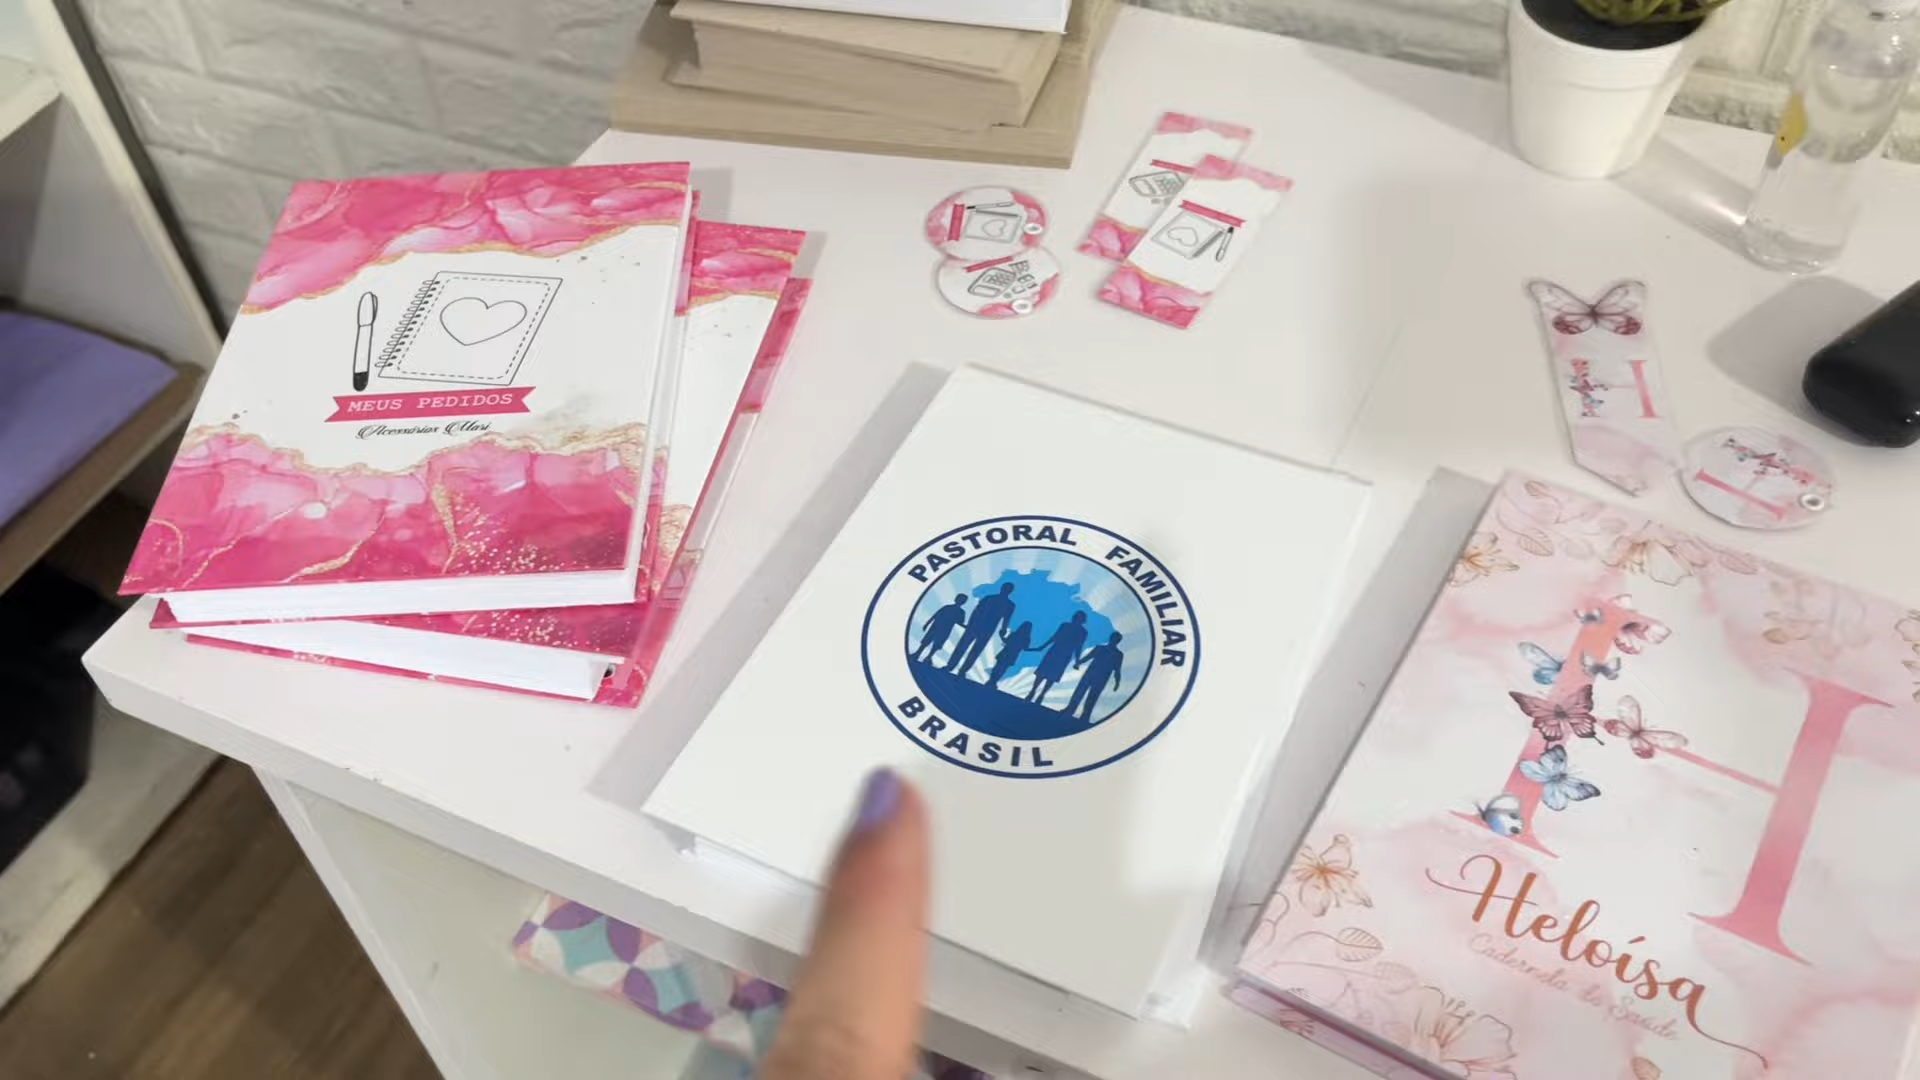 MEUS PEDIDOS
Acessórios Mari
PASTORAL FAMILIAR
BRASIL
H
H
H
Heloísa
Caderneta de Saúde